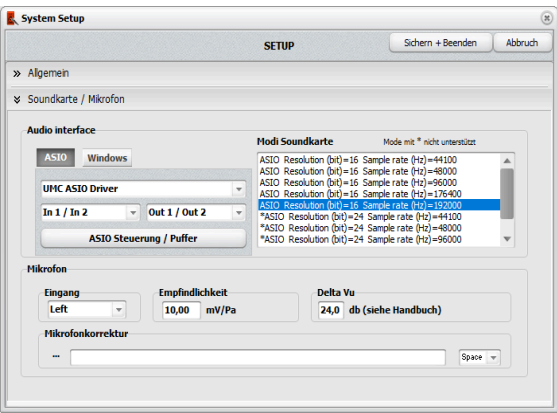 System Setup
SETUP
Sichern + Beenden
Abbruch
» Allgemein
Soundkarte / Mikrofon
Audio interface
ASIO Windows
UMC ASIO Driver
In 1 / In 2
Out 1 / Out 2
ASIO Steuerung / Puffer
Modi Soundkarte Mode mit * nicht unterstützt
ASIO Resolution (bit)=16 Sample rate (Hz)=44100
ASIO Resolution (bit)=16 Sample rate (Hz)=48000
ASIO Resolution (bit)=16 Sample rate (Hz)=96000
ASIO Resolution (bit)=16 Sample rate (Hz)=176400
ASIO Resolution (bit)=16 Sample rate (Hz)=192000
*ASIO Resolution (bit)=24 Sample rate (Hz)=44100
*ASIO Resolution (bit)=24 Sample rate (Hz)=48000
*ASIO Resolution (bit)=24 Sample rate (Hz)=96000
Mikrofon
Eingang
Left
Empfindlichkeit
10,00 mV/Pa
Delta Vu
24,0 db (siehe Handbuch)
Mikrofonkorrektur
...
Space